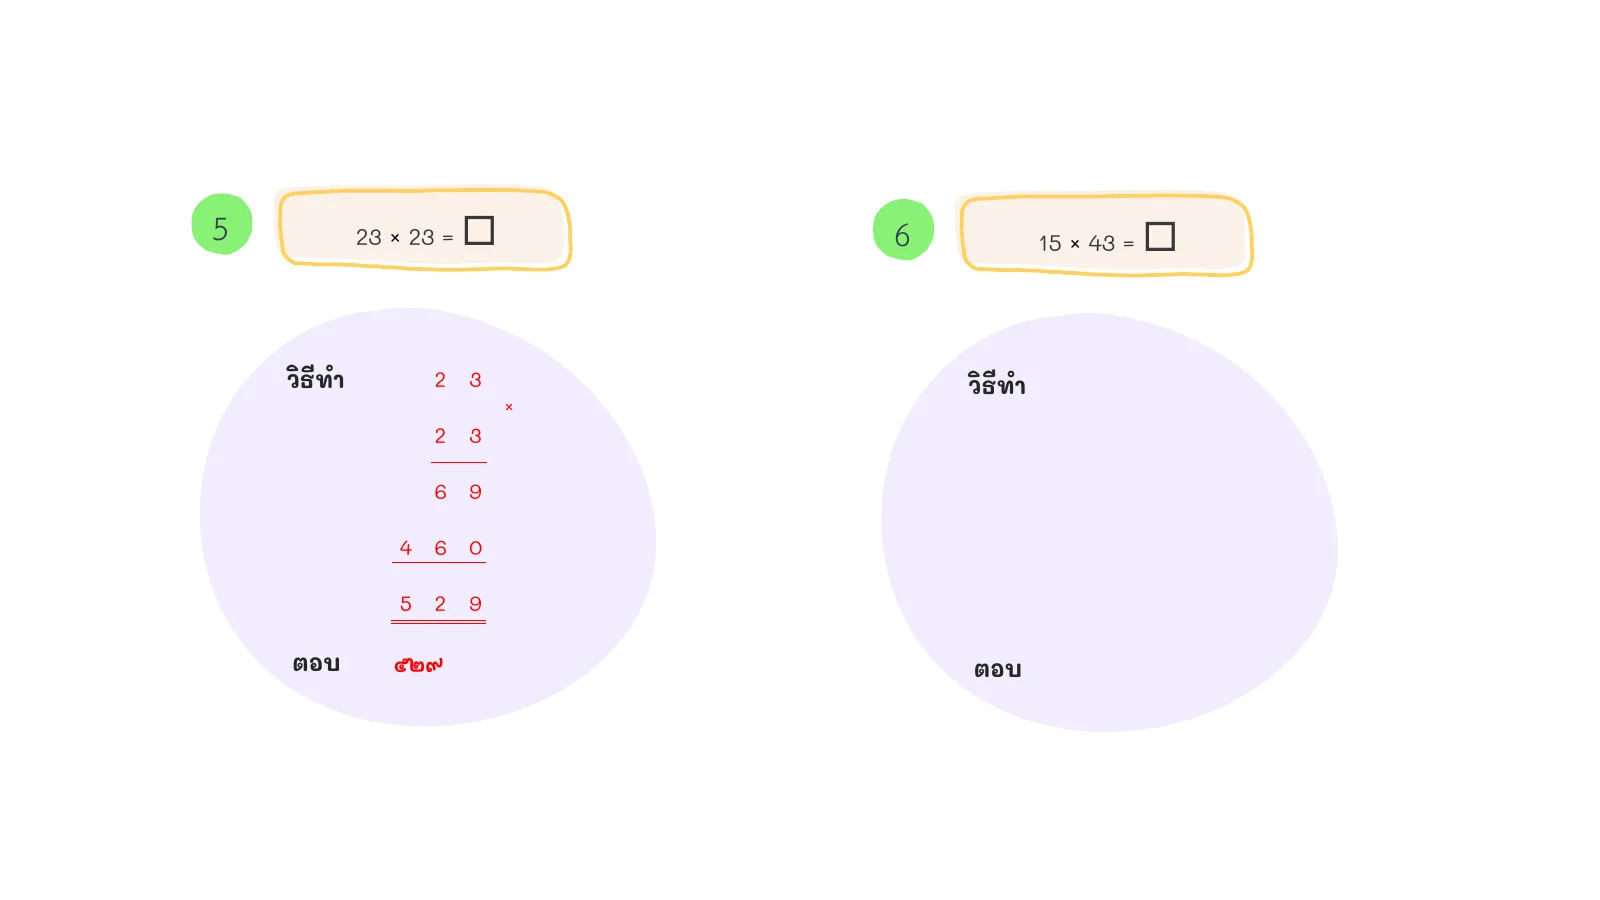 5
23 × 23 = □
วิธีทำ
2 3
×
2 3
6 9
4 6 0
5 2 9
ตอบ ๕๒๙
6
15 × 43 = □
วิธีทำ
ตอบ